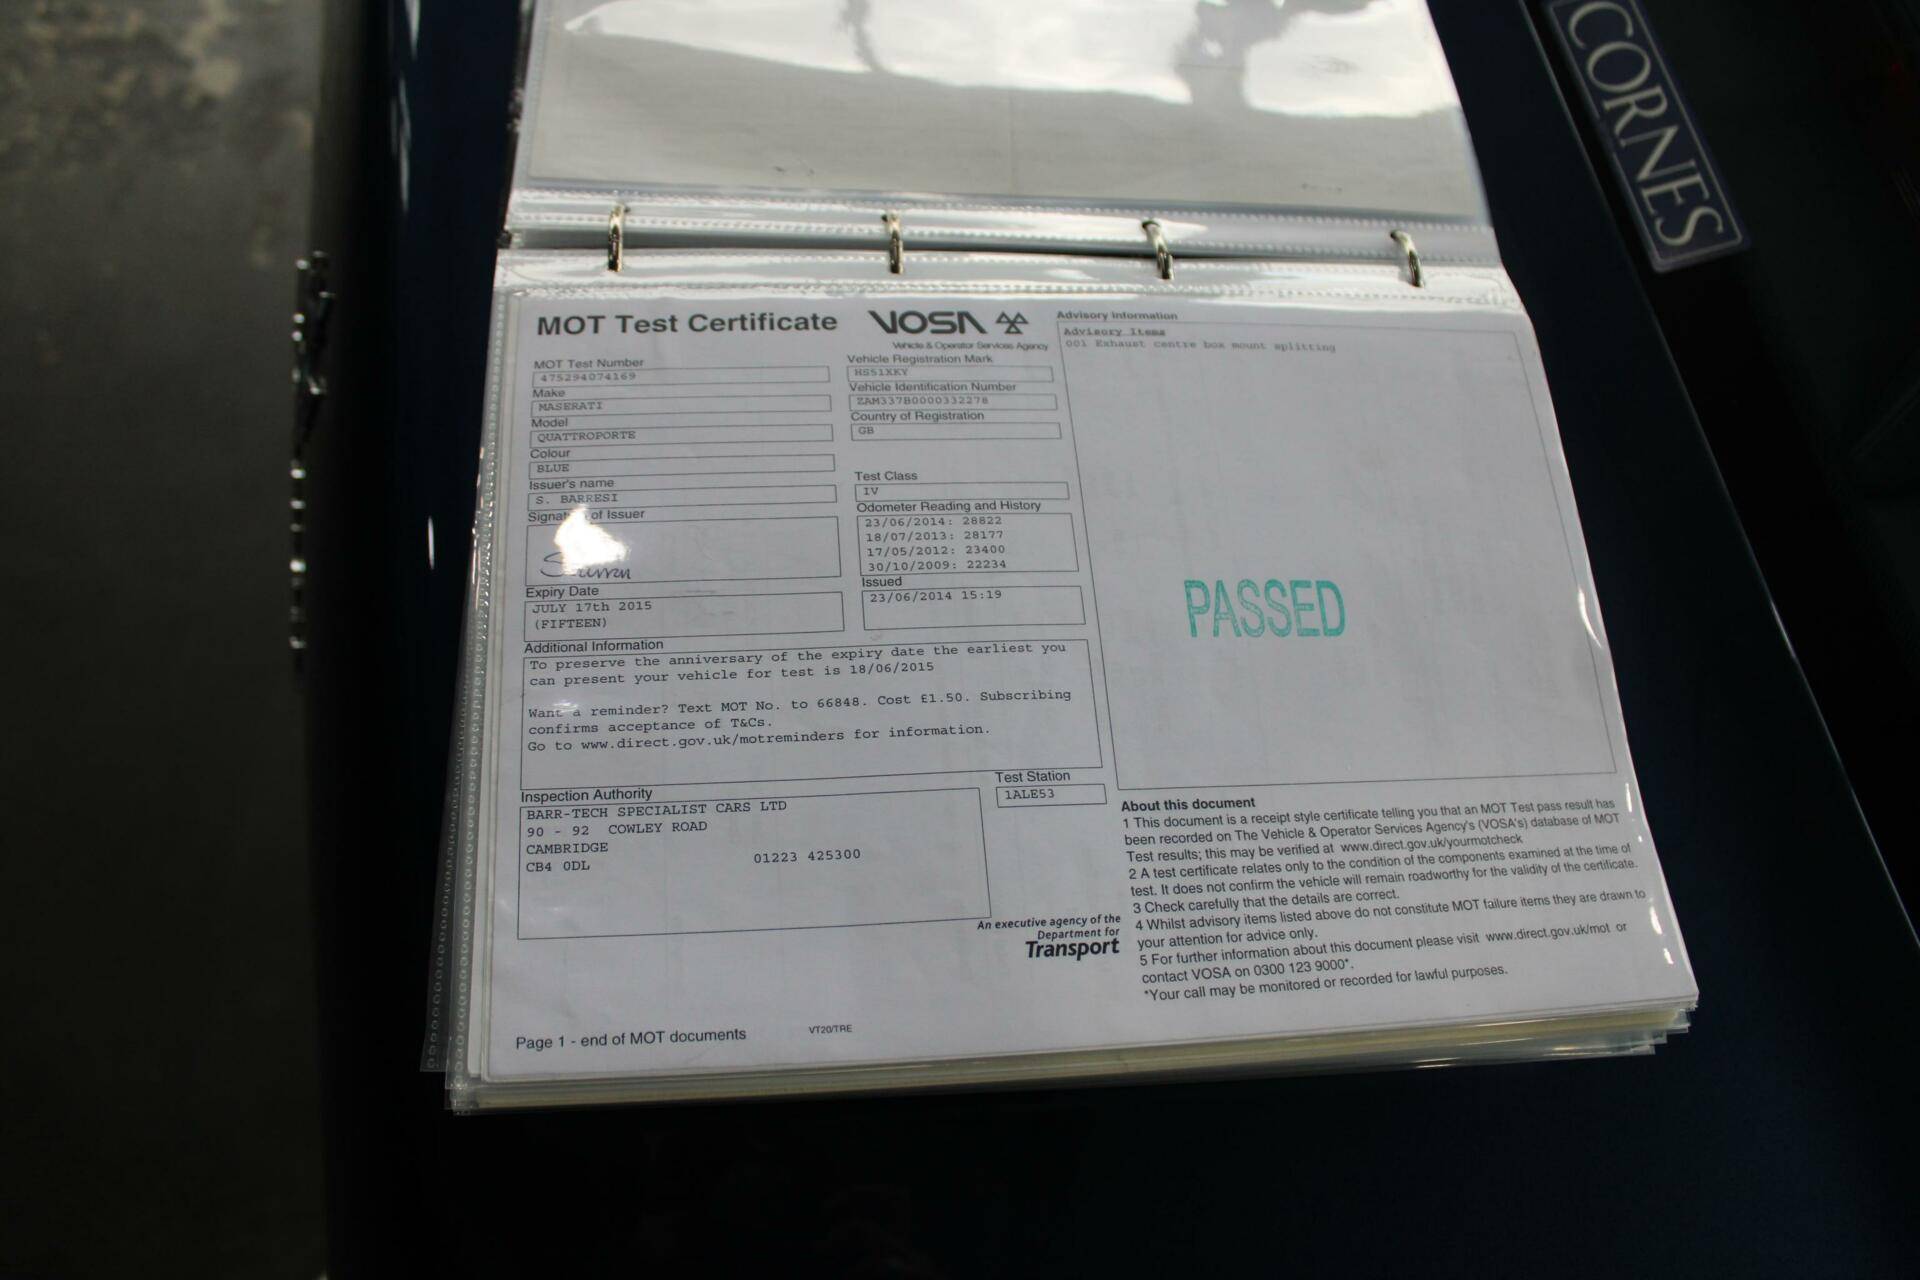 CORNES
MOT Test Certificate
VOSA
Vehicle & Operator Services Agency
MOT Test Number
475294074169
Make
MASERATI
Model
QUATTROPORTE
Colour
BLUE
Issuer's name
S. BARRESI
Signature of Issuer
Expiry Date
JULY 17th 2015
(FIFTEEN)
Vehicle Registration Mark
HS51XKY
Vehicle Identification Number
ZAM337B0000332278
Country of Registration
GB
Test Class
IV
Odometer Reading and History
23/06/2014: 28822
18/07/2013: 28177
17/05/2012: 23400
30/10/2009: 22234
Issued
23/06/2014 15:19
Additional Information
To preserve the anniversary of the expiry date the earliest you
can present your vehicle for test is 18/06/2015
Want a reminder? Text MOT No. to 66848. Cost £1.50. Subscribing
confirms acceptance of T&Cs.
Go to www.direct.gov.uk/motreminders for information.
Inspection Authority
BARR-TECH SPECIALIST CARS LTD
90 - 92 COWLEY ROAD
CAMBRIDGE
CB4 0DL 01223 425300
Test Station
1ALE53
An executive agency of the
Department for
Transport
Page 1 - end of MOT documents
VT20/TRE
Advisory Information
Advisory Items
001 Exhaust centre box mount splitting
PASSED
About this document
1 This document is a receipt style certificate telling you that an MOT Test pass result has
been recorded on The Vehicle & Operator Services Agency's (VOSA's) database of MOT
Test results; this may be verified at www.direct.gov.uk/yourmotcheck
2 A test certificate relates only to the condition of the components examined at the time of
test. It does not confirm the vehicle will remain roadworthy for the validity of the certificate.
3 Check carefully that the details are correct.
4 Whilst advisory items listed above do not constitute MOT failure items they are drawn to
your attention for advice only.
5 For further information about this document please visit www.direct.gov.uk/mot or
contact VOSA on 0300 123 9000*.
*Your call may be monitored or recorded for lawful purposes.